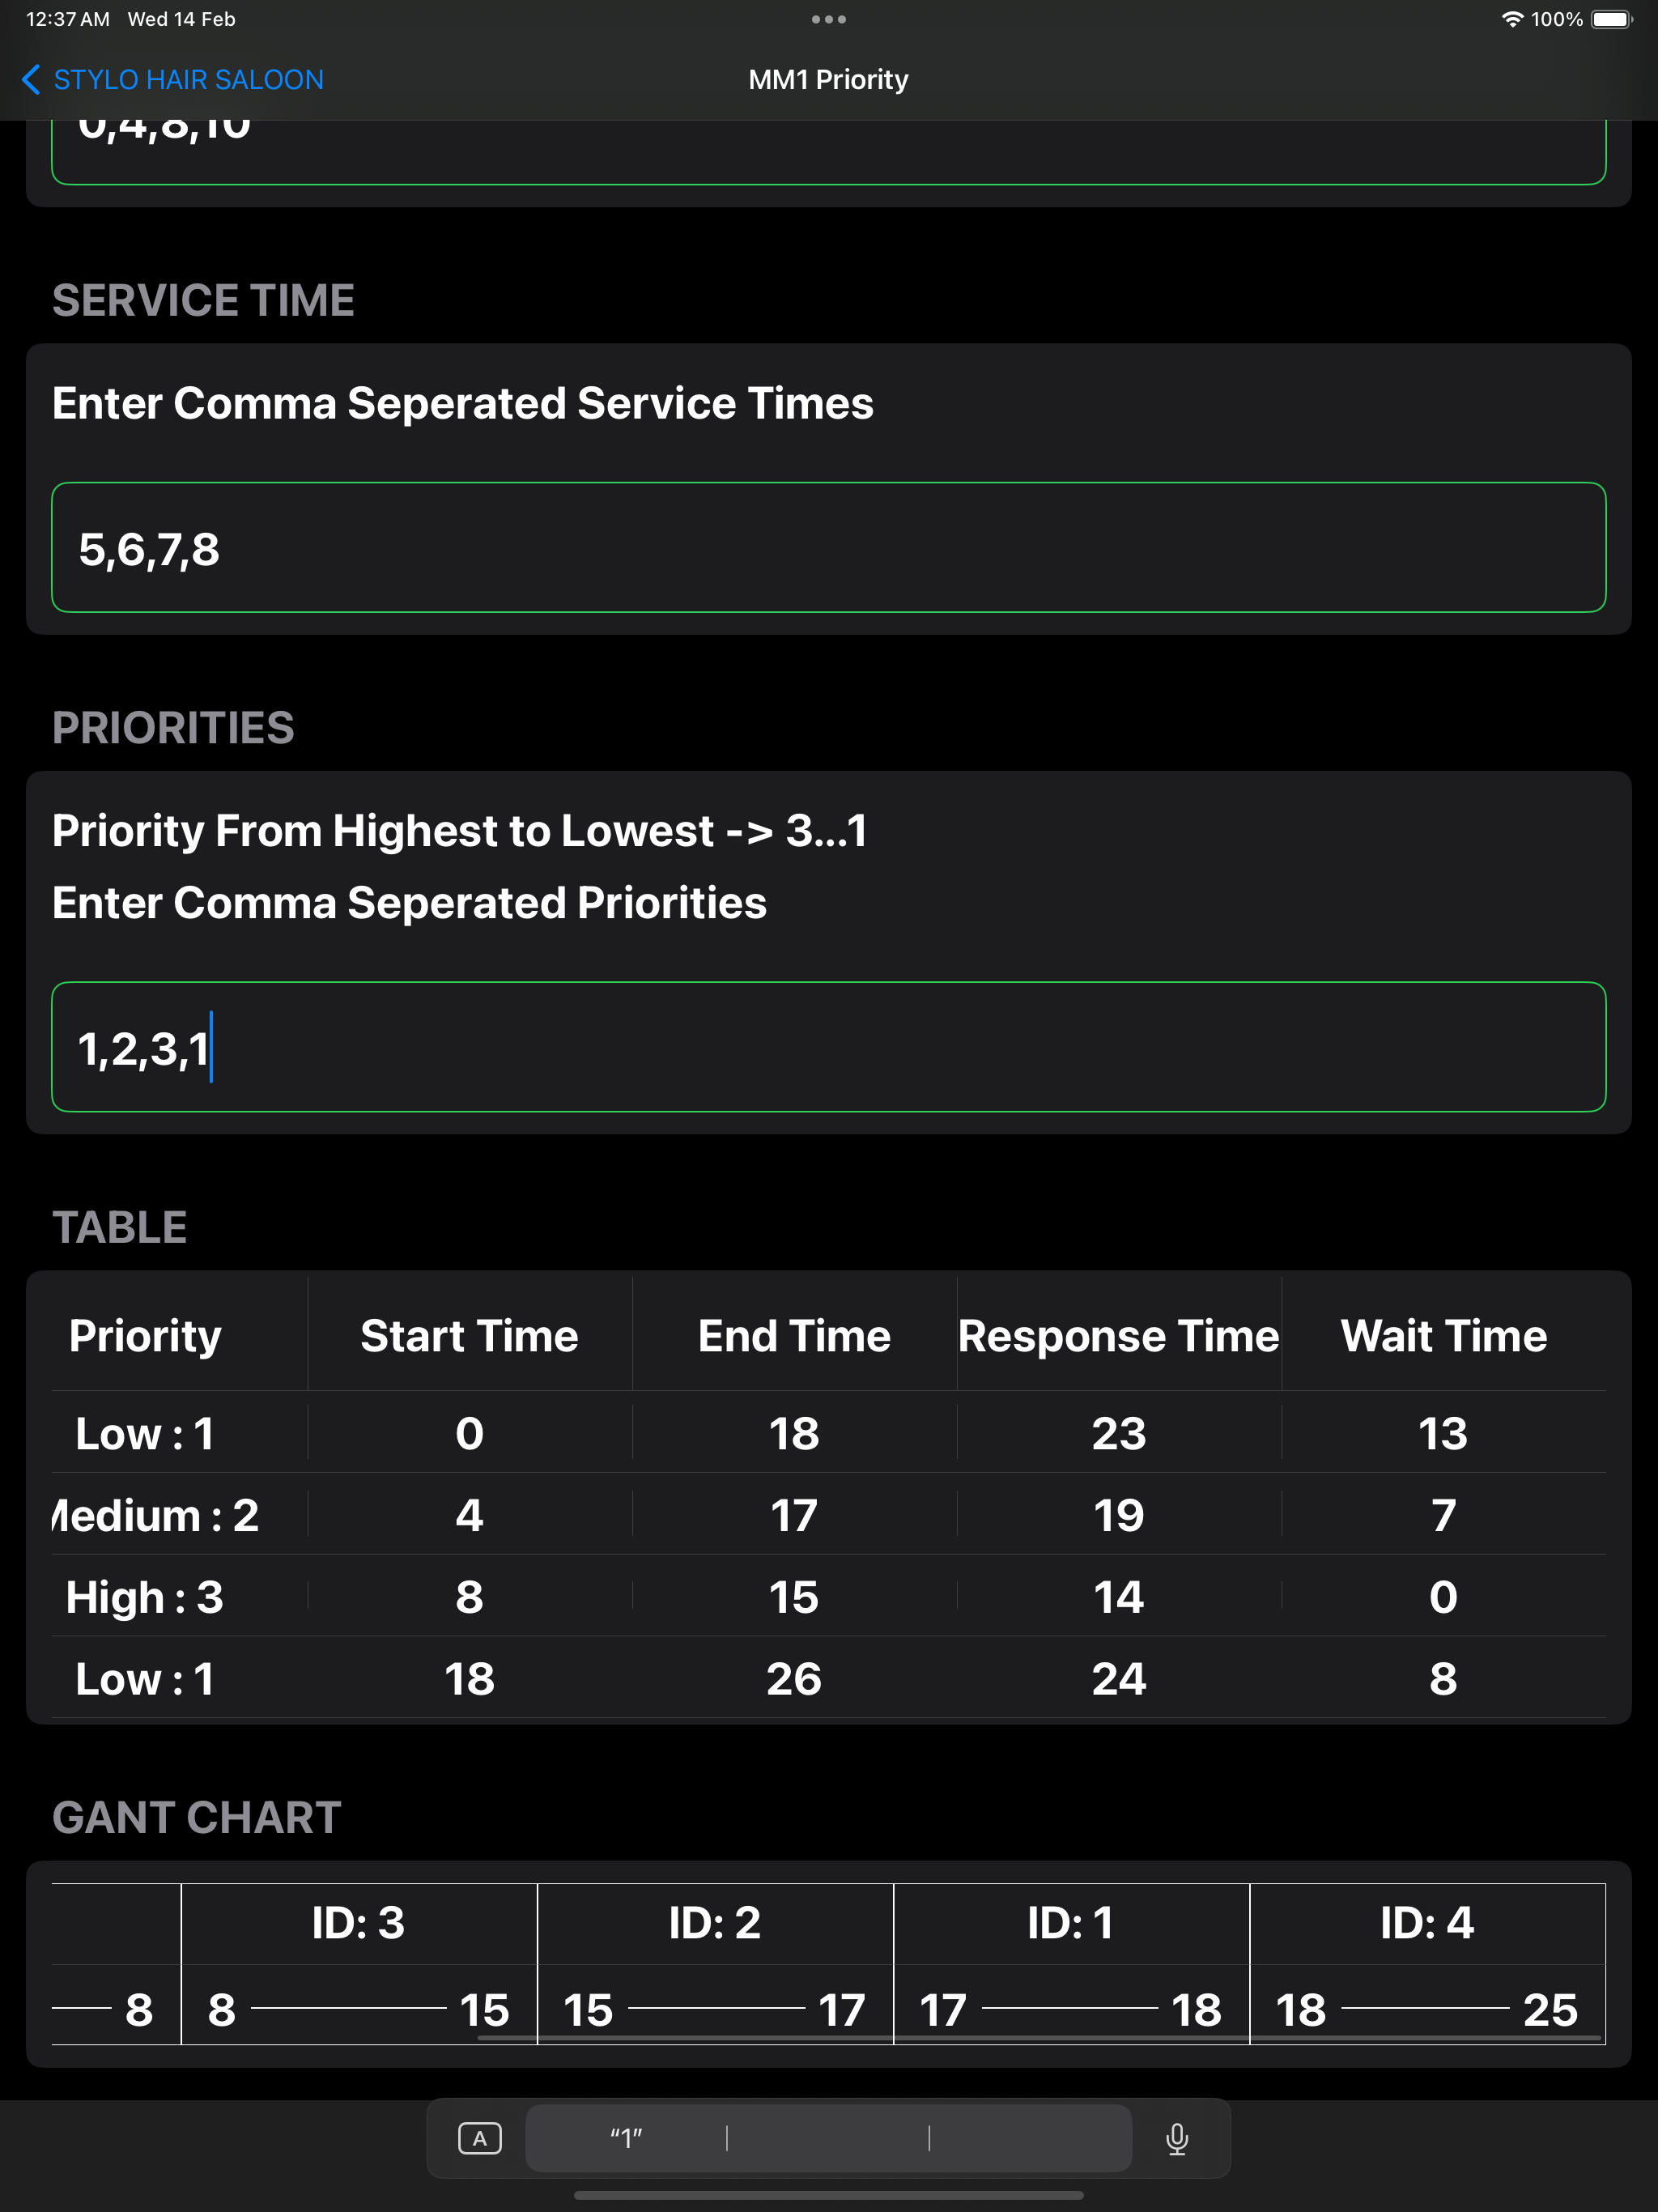 12:37 AM Wed 14 Feb
100%
STYLO HAIR SALOON
MM1 Priority
0,4,8,10
SERVICE TIME
Enter Comma Seperated Service Times
5,6,7,8
PRIORITIES
Priority From Highest to Lowest -> 3...1
Enter Comma Seperated Priorities
1,2,3,1
TABLE
Priority Start Time End Time Response Time Wait Time
Low : 1 0 18 23 13
Medium : 2 4 17 19 7
High : 3 8 15 14 0
Low : 1 18 26 24 8
GANT CHART
ID: 3 ID: 2 ID: 1 ID: 4
8 8 15 15 17 17 18 18 25
A "1"